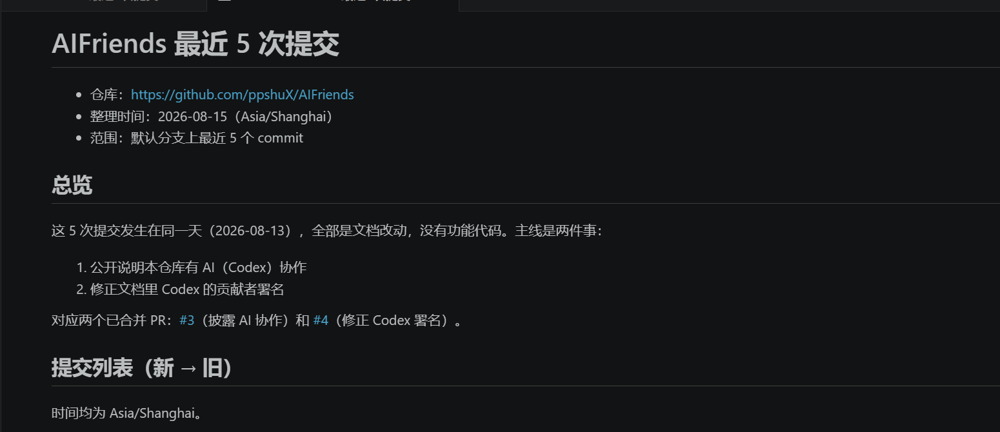 AIFriends 最近 5 次提交
仓库：https://github.com/ppshuX/AIFriends
整理时间：2026-08-15（Asia/Shanghai）
范围：默认分支上最近 5 个 commit
总览
这 5 次提交发生在同一天（2026-08-13），全部是文档改动，没有功能代码。主线是两件事：
1. 公开说明本仓库有 AI（Codex）协作
2. 修正文档里 Codex 的贡献者署名
对应两个已合并 PR：#3（披露 AI 协作）和 #4（修正 Codex 署名）。
提交列表（新 → 旧）
时间均为 Asia/Shanghai。